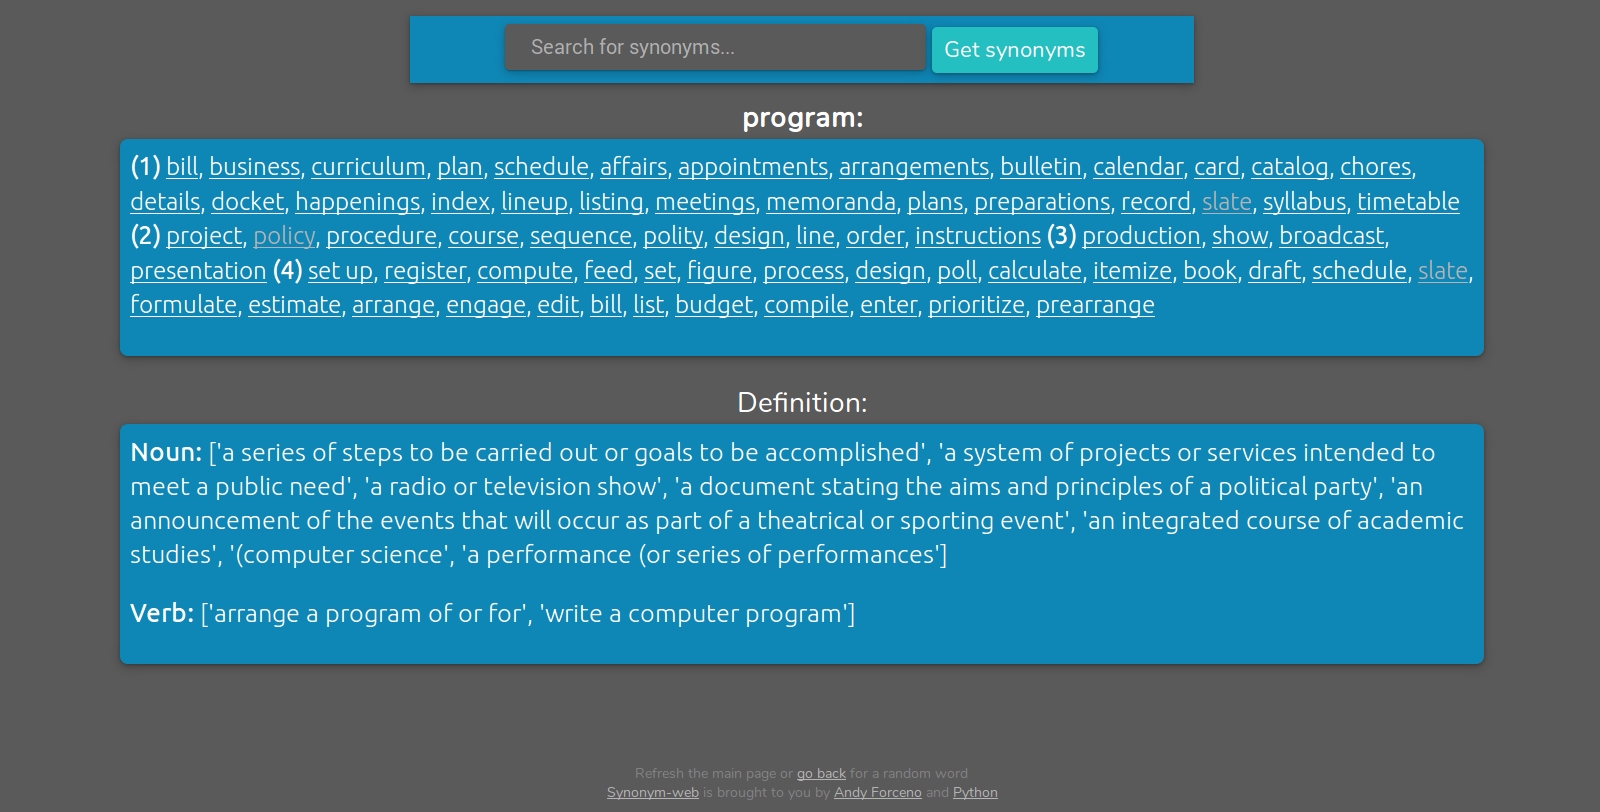 Search for synonyms...
Get synonyms
program:
(1) bill, business, curriculum, plan, schedule, affairs, appointments, arrangements, bulletin, calendar, card, catalog, chores,
details, docket, happenings, index, lineup, listing, meetings, memoranda, plans, preparations, record, slate, syllabus, timetable
(2) project, policy, procedure, course, sequence, polity, design, line, order, instructions (3) production, show, broadcast,
presentation (4) set up, register, compute, feed, set, figure, process, design, poll, calculate, itemize, book, draft, schedule, slate,
formulate, estimate, arrange, engage, edit, bill, list, budget, compile, enter, prioritize, prearrange
Definition:
Noun: ['a series of steps to be carried out or goals to be accomplished', 'a system of projects or services intended to
meet a public need', 'a radio or television show', 'a document stating the aims and principles of a political party', 'an
announcement of the events that will occur as part of a theatrical or sporting event', 'an integrated course of academic
studies', '(computer science', 'a performance (or series of performances']
Verb: ['arrange a program of or for', 'write a computer program']
Refresh the main page or go back for a random word
Synonym-web is brought to you by Andy Forceno and Python